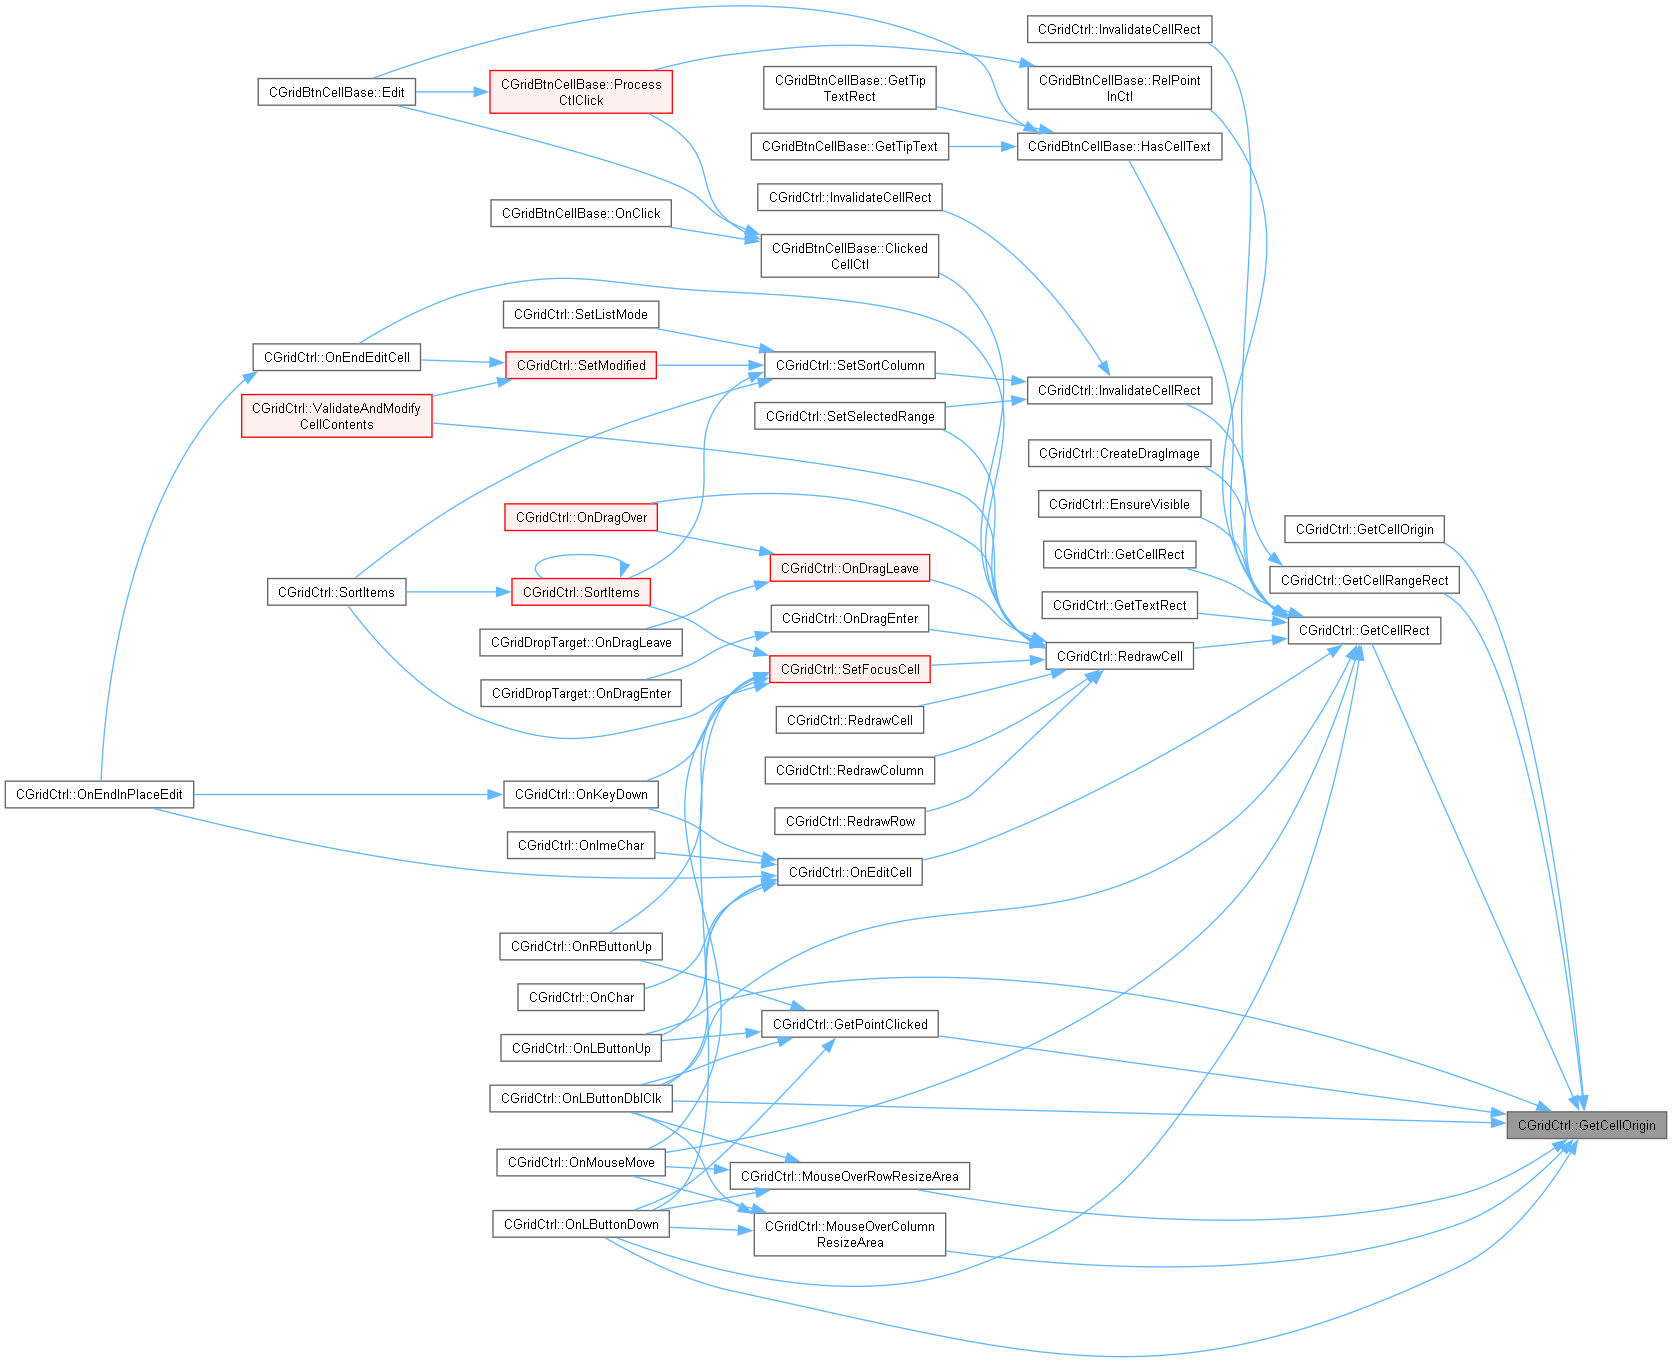 CGridCtrl::InvalidateCellRect
CGridBtnCellBase::RelPoint
InCtl
CGridBtnCellBase::GetTip
TextRect
CGridBtnCellBase::Process
CtlClick
CGridBtnCellBase::Edit
CGridBtnCellBase::HasCellText
CGridBtnCellBase::GetTipText
CGridCtrl::InvalidateCellRect
CGridBtnCellBase::OnClick
CGridBtnCellBase::Clicked
CellCtl
CGridCtrl::SetListMode
CGridCtrl::OnEndEditCell
CGridCtrl::SetModified
CGridCtrl::SetSortColumn
CGridCtrl::InvalidateCellRect
CGridCtrl::ValidateAndModify
CellContents
CGridCtrl::SetSelectedRange
CGridCtrl::CreateDragImage
CGridCtrl::EnsureVisible
CGridCtrl::OnDragOver
CGridCtrl::GetCellOrigin
CGridCtrl::GetCellRect
CGridCtrl::OnDragLeave
CGridCtrl::GetCellRangeRect
CGridCtrl::SortItems
CGridCtrl::SortItems
CGridCtrl::GetTextRect
CGridCtrl::OnDragEnter
CGridCtrl::GetCellRect
CGridDropTarget::OnDragLeave
CGridCtrl::RedrawCell
CGridCtrl::SetFocusCell
CGridDropTarget::OnDragEnter
CGridCtrl::RedrawCell
CGridCtrl::RedrawColumn
CGridCtrl::OnEndInPlaceEdit
CGridCtrl::OnKeyDown
CGridCtrl::RedrawRow
CGridCtrl::OnImeChar
CGridCtrl::OnEditCell
CGridCtrl::OnRButtonUp
CGridCtrl::OnChar
CGridCtrl::GetPointClicked
CGridCtrl::OnLButtonUp
CGridCtrl::OnLButtonDblClk
CGridCtrl::GetCellOrigin
CGridCtrl::OnMouseMove
CGridCtrl::MouseOverRowResizeArea
CGridCtrl::OnLButtonDown
CGridCtrl::MouseOverColumn
ResizeArea